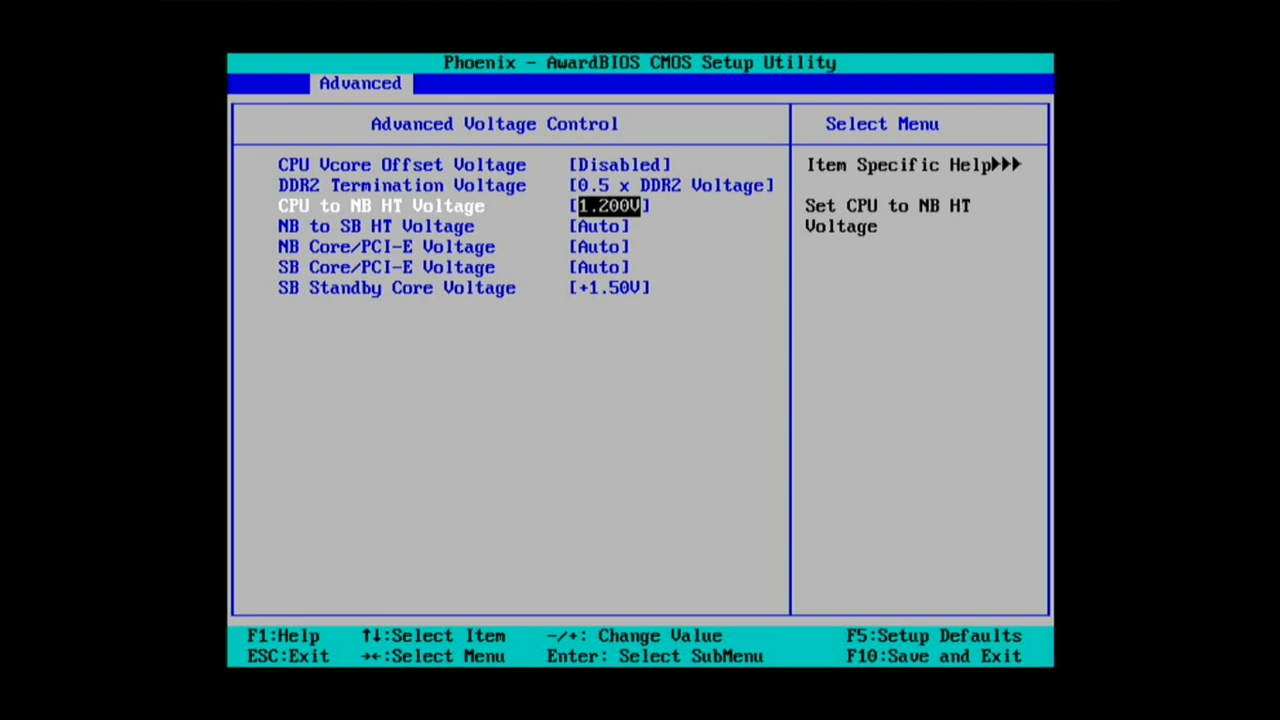 Phoenix - AwardBIOS CMOS Setup Utility
Advanced
Advanced Voltage Control
Select Menu
CPU Vcore Offset Voltage [Disabled]
DDR2 Termination Voltage [0.5 x DDR2 Voltage]
CPU to NB HT Voltage [1.200V]
NB to SB HT Voltage [Auto]
NB Core/PCI-E Voltage [Auto]
SB Core/PCI-E Voltage [Auto]
SB Standby Core Voltage [+1.50V]
Item Specific Help►►►
Set CPU to NB HT
Voltage
F1:Help ↑↓:Select Item -/+: Change Value F5:Setup Defaults
ESC:Exit →←:Select Menu Enter: Select SubMenu F10:Save and Exit